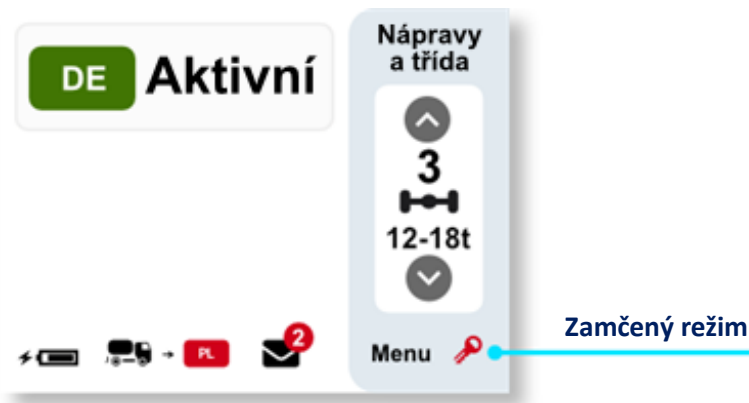 DE Aktivní
Nápravy
a třída
3
12-18t
PL
2
Menu
Zamčený režim